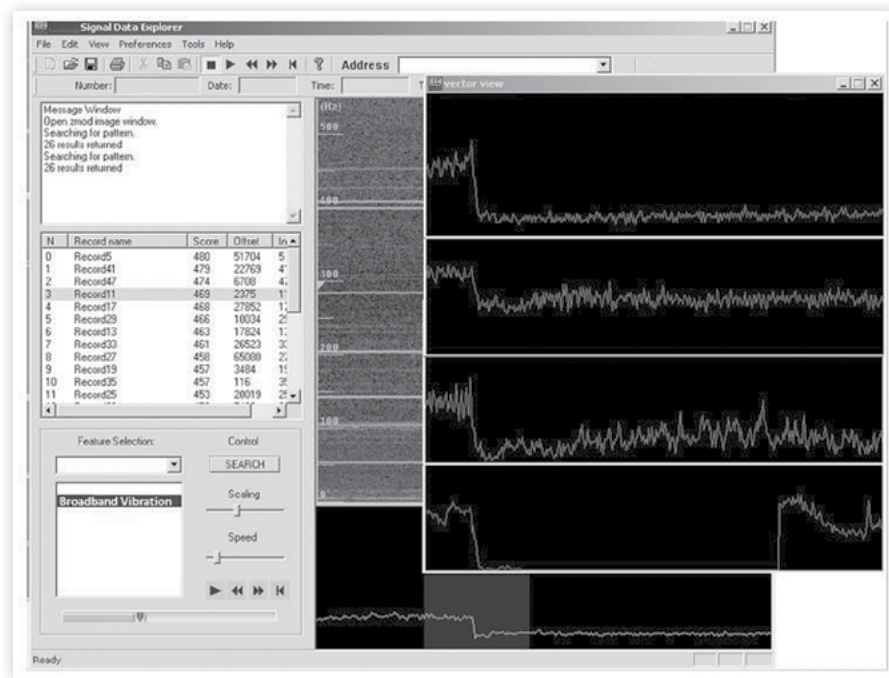 Signal Data Explorer
File Edit View Preferences Tools Help
Address
Number: Date: Time:
vector view
Message Window
Open zmod image window.
Searching for pattern.
26 results returned
Searching for pattern.
26 results returned
(Hz)
500
400
300
200
100
0
N Record name Score Offset In
0 Record5 480 51704 5
1 Record41 479 22769
2 Record47 474 6708
3 Record11 469 2375
4 Record17 468 27852
5 Record29 466 10034
6 Record13 463 17824
7 Record33 461 26523
8 Record27 458 65080
9 Record19 457 3484
10 Record35 457 116
11 Record25 453 20019
Feature Selection: Control
SEARCH
Broadband Vibration
Scaling
Speed
Ready